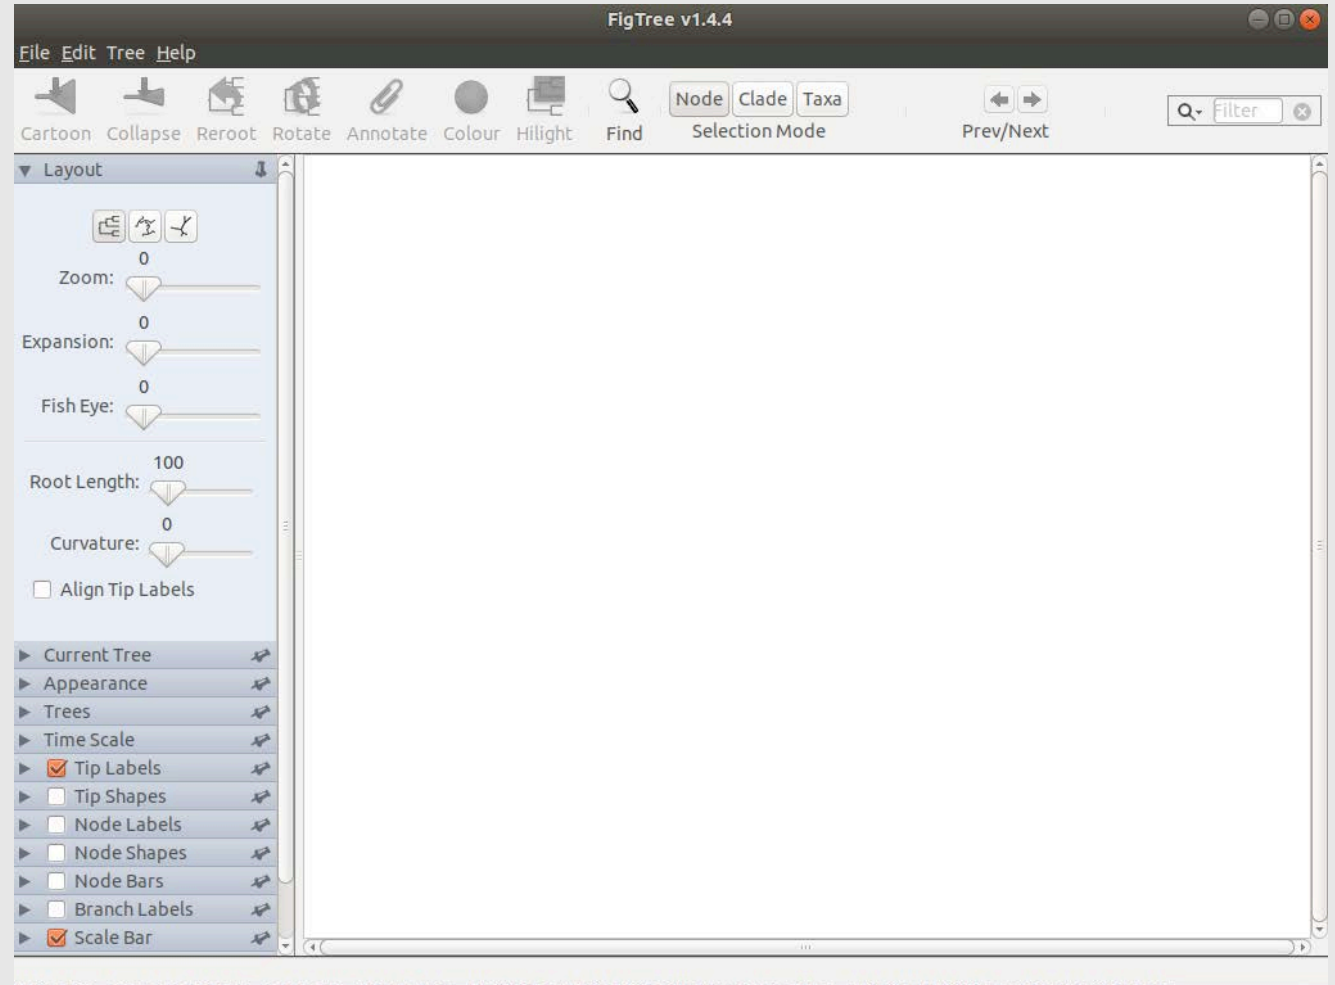 FigTree v1.4.4
File Edit Tree Help
Cartoon Collapse Reroot Rotate Annotate Colour Hilight Find
Node Clade Taxa
Selection Mode
Prev/Next
Filter
Layout
0
Zoom:
0
Expansion:
0
Fish Eye:
100
Root Length:
0
Curvature:
Align Tip Labels
Current Tree
Appearance
Trees
Time Scale
Tip Labels
Tip Shapes
Node Labels
Node Shapes
Node Bars
Branch Labels
Scale Bar